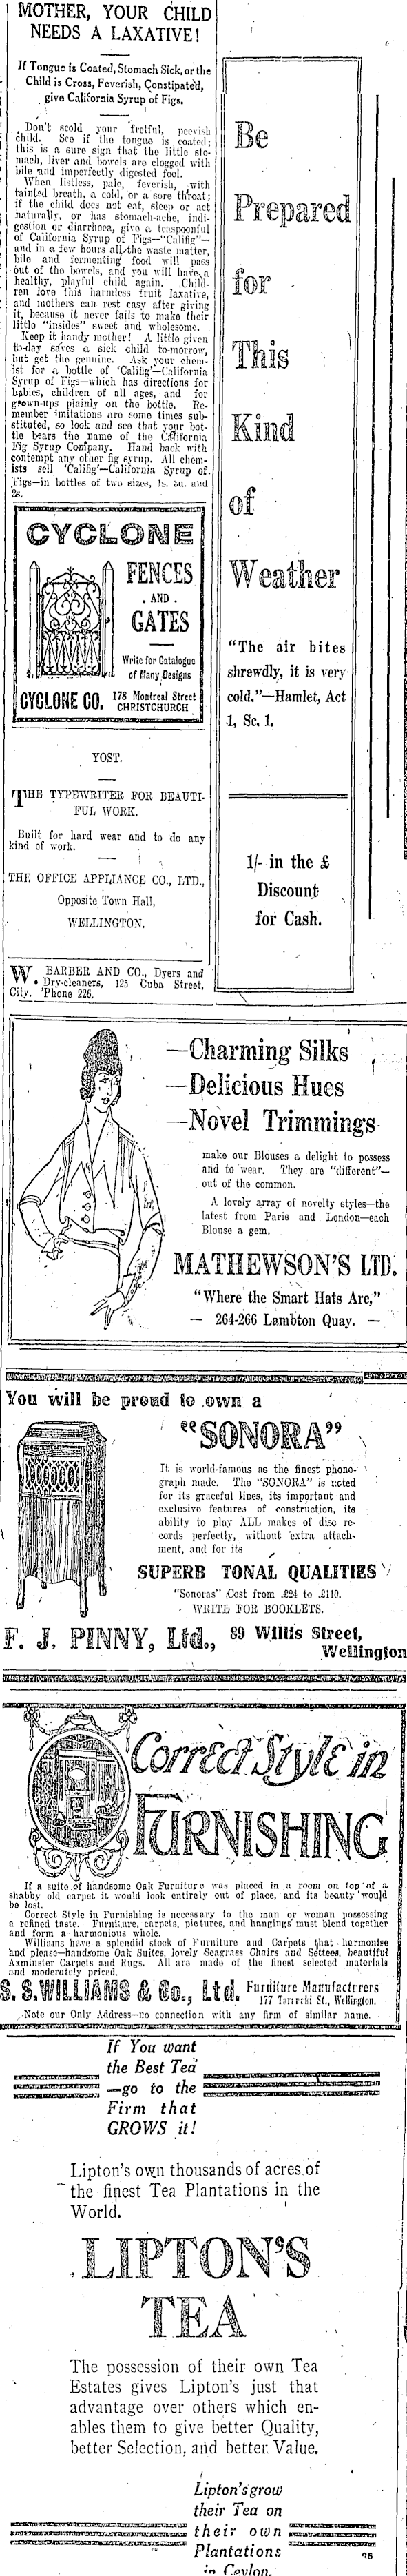 MOTHER, YOUR CHILD
NEEDS A LAXATIVE!
If Tongue is Coated, Stomach Sick, or the
Child is Cross, Feverish, Constipated,
give California Syrup of Figs.
Don't scold your fretful, peevish
child. See if the tongue is coated;
this is a sure sign that the little sto-
mach, liver and bowels are clogged with
bile and imperfectly digested fool.
When listless, pale, feverish, with
tainted breath, a cold, or a sore throat;
if the child does not eat, sleep or act
naturally, or has stomach-ache, indi-
gestion or diarrhoea, give a teaspoonful
of California Syrup of Figs—"Califig"—
and in a few hours all the waste matter,
bile and fermenting food will pass
out of the bowels, and you will have a
healthy, playful child again. Child-
ren love this harmless fruit laxative,
and mothers can rest easy after giving
it, because it never fails to make their
little "insides" sweet and wholesome.
Keep it handy mother! A little given
to-day saves a sick child to-morrow,
but get the genuine. Ask your chem-
ist for a bottle of 'Califig'—California
Syrup of Figs—which has directions for
babies, children of all ages, and for
grown-ups plainly on the bottle. Re-
member imitations are some times sub-
stituted, so look and see that your bot-
tle bears the name of the California
Fig Syrup Company. Hand back with
contempt any other fig syrup. All chem-
ists sell 'Califig'—California Syrup of
Figs—in bottles of two sizes, 1s. and
2s.
CYCLONE
FENCES
. AND .
GATES
Write for Catalogue
of Many Designs
CYCLONE CO. 178 Montreal Street
CHRISTCHURCH
YOST.
THE TYPEWRITER FOR BEAUTI-
FUL WORK.
Built for hard wear and to do any
kind of work.
THE OFFICE APPLIANCE CO., LTD.,
Opposite Town Hall,
WELLINGTON.
W. BARBER AND CO., Dyers and
Dry-cleaners, 125 Cuba Street,
City. 'Phone 226.
Be
Prepared
for
This
Kind
of
Weather
"The air bites
shrewdly, it is very
cold."—Hamlet, Act
1, Sc. 1.
1/- in the £
Discount
for Cash.
—Charming Silks
—Delicious Hues
—Novel Trimmings
make our Blouses a delight to possess
and to wear. They are "different"—
out of the common.
A lovely array of novelty styles—the
latest from Paris and London—each
Blouse a gem.
MATHEWSON'S LTD.
"Where the Smart Hats Are,"
— 264-266 Lambton Quay. —
You will be proud to own a
"SONORA"
It is world-famous as the finest phono-
graph made. The "SONORA" is noted
for its graceful lines, its important and
exclusive features of construction, its
ability to play ALL makes of disc re-
cords perfectly, without extra attach-
ment, and for its
SUPERB TONAL QUALITIES
"Sonoras" Cost from £24 to £110.
WRITE FOR BOOKLETS.
F. J. PINNY, Ltd., 89 Willis Street,
Wellington
Correct Style in
FURNISHING
If a suite of handsome Oak Furniture was placed in a room on top of a
shabby old carpet it would look entirely out of place, and its beauty would
be lost.
Correct Style in Furnishing is necessary to the man or woman possessing
a refined taste. Furniture, carpets, pictures, and hangings must blend together
and form a harmonious whole.
Williams have a splendid stock of Furniture and Carpets that harmonise
and please—handsome Oak Suites, lovely Seagrass Chairs and Settees, beautiful
Axminster Carpets and Rugs. All are made of the finest selected materials
and moderately priced.
S. S. WILLIAMS & Co., Ltd. Furniture Manufacturers
177 Taranaki St., Wellington.
Note our Only Address—no connection with any firm of similar name.
If You want
the Best Tea
—go to the
Firm that
GROWS it!
Lipton's own thousands of acres of
the finest Tea Plantations in the
World.
LIPTON'S
TEA
The possession of their own Tea
Estates gives Lipton's just that
advantage over others which en-
ables them to give better Quality,
better Selection, and better Value.
Lipton's grow
their Tea on
their own
Plantations
in Ceylon.
95